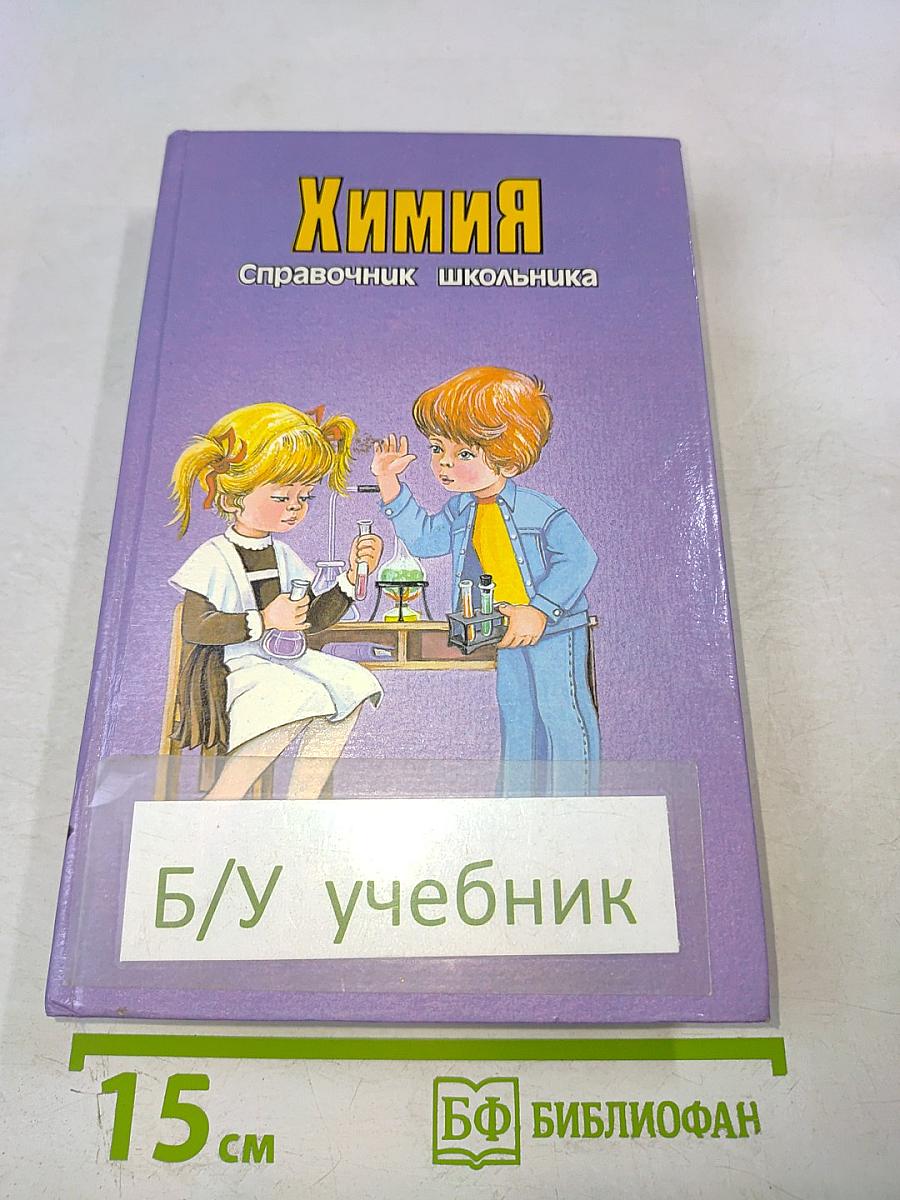 ХимиЯ
Справочник школьника
Б/У учебник
15 см
БФ БИБЛИОФАН